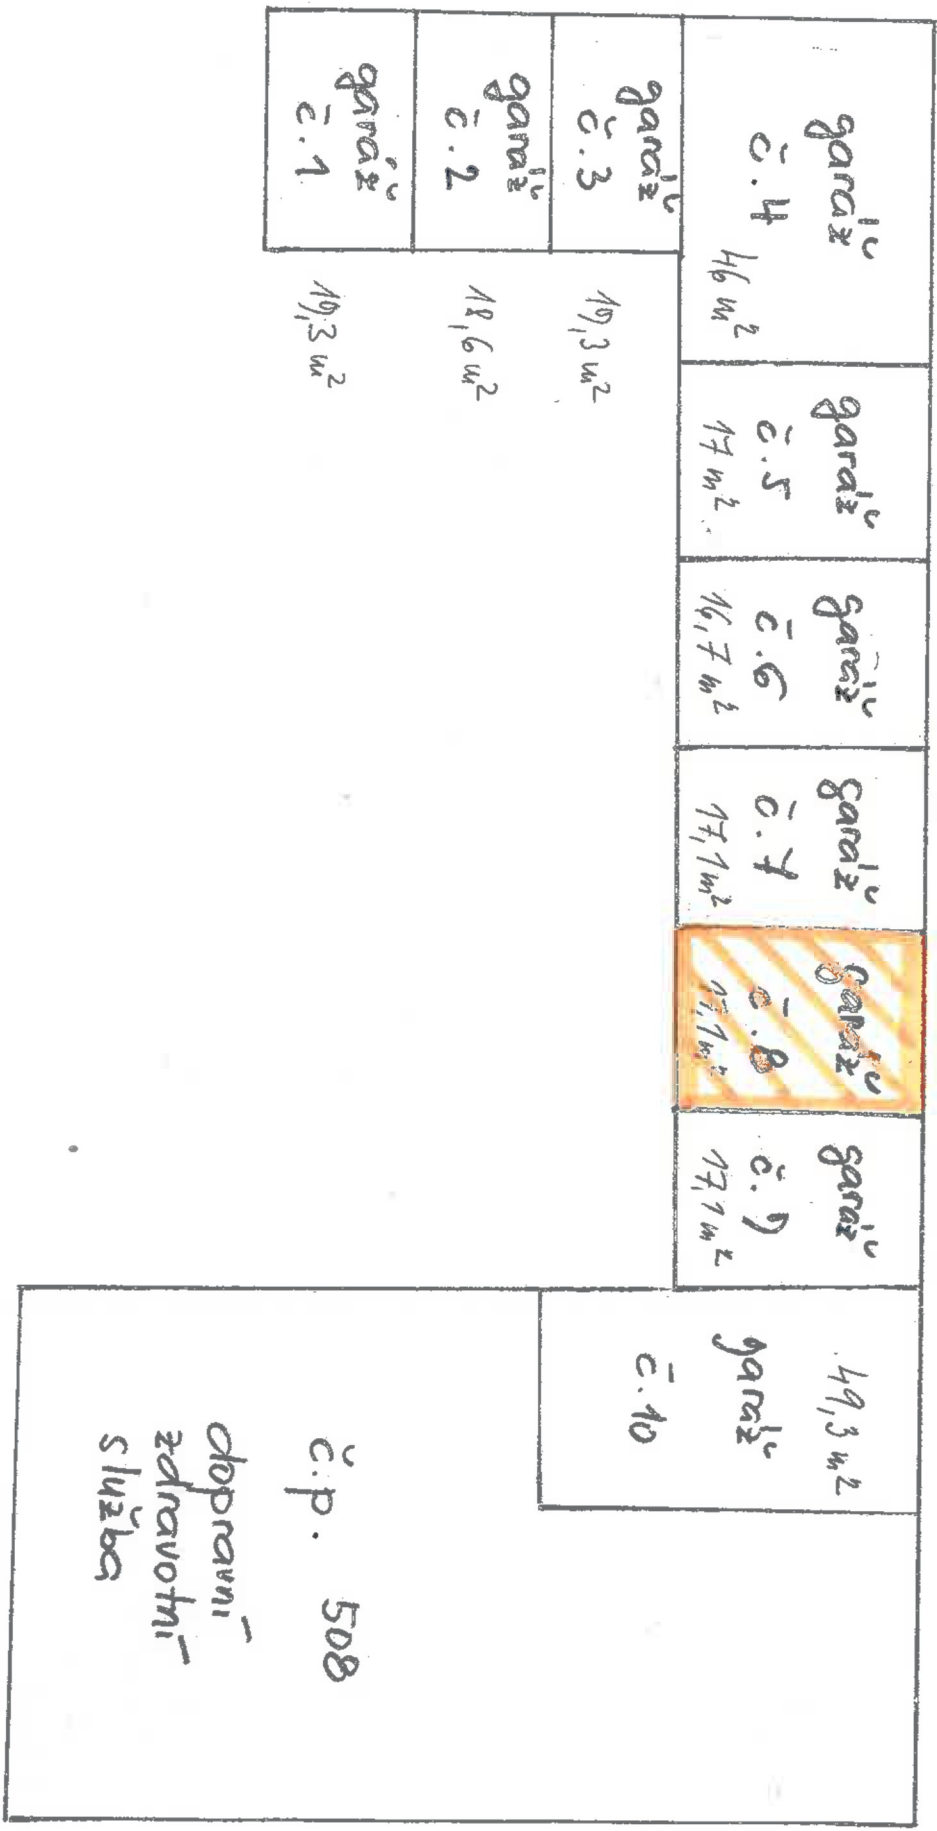 garáž
č.4
46 m²
garáž
č.5
17 m²
garáž
č.6
16,7 m²
garáž
č.7
17,1 m²
garáž
č.8
17,1 m²
garáž
č.9
17,1 m²
49,3 m²
garáž
č.10
garáž
č.3
19,3 m²
garáž
č.2
18,6 m²
garáž
č.1
19,3 m²
č.p. 508
dopravní
zdravotní
služba